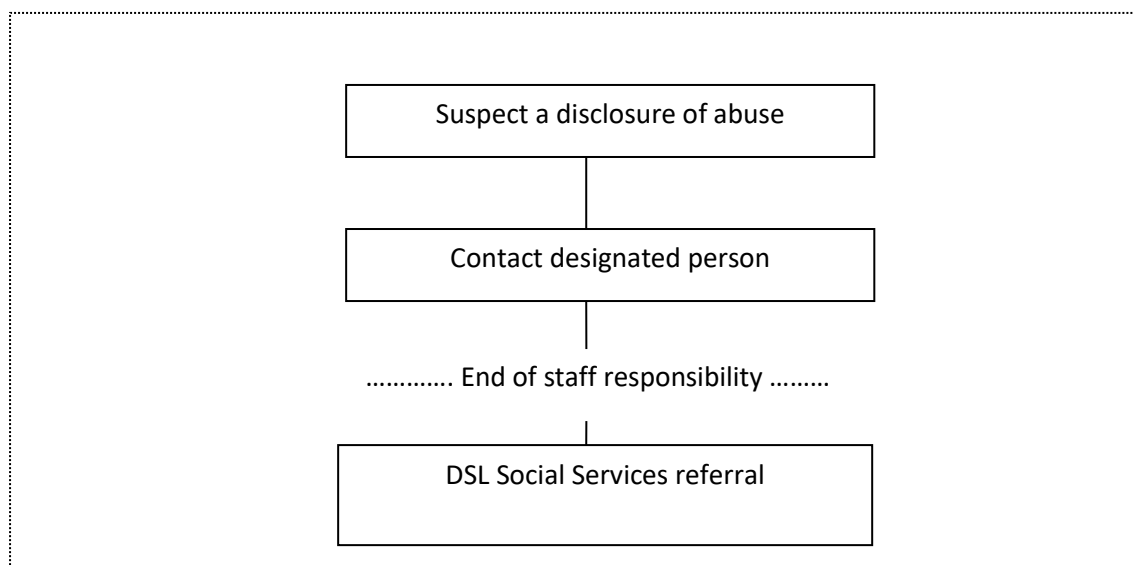 Suspect a disclosure of abuse
Contact designated person
…………. End of staff responsibility ………
DSL Social Services referral